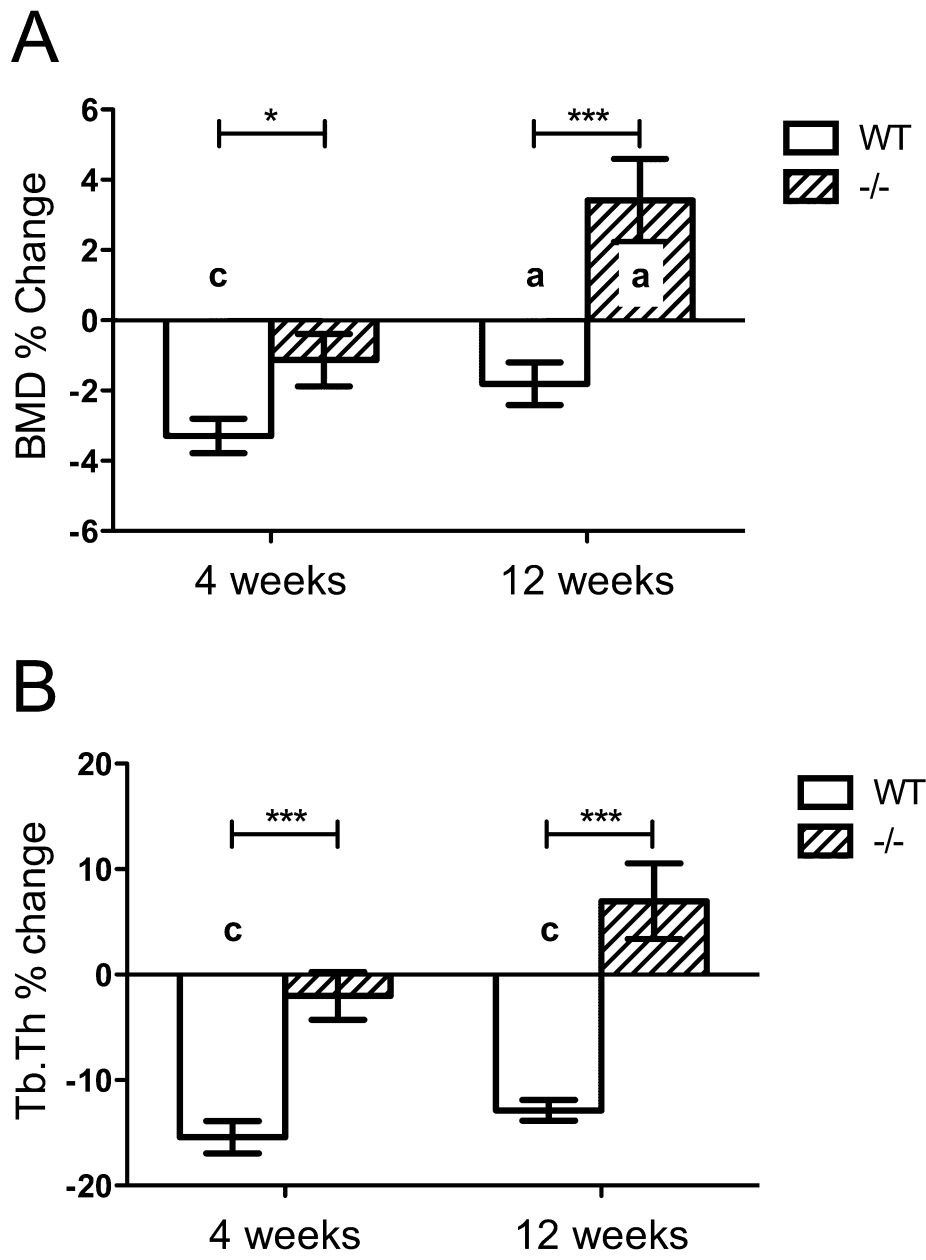 A
BMD % Change
6
4
2
0
-2
-4
-6
*
***
c
a
a
WT
-/-
4 weeks
12 weeks
B
Tb.Th % change
20
10
0
-10
-20
***
***
c
c
WT
-/-
4 weeks
12 weeks